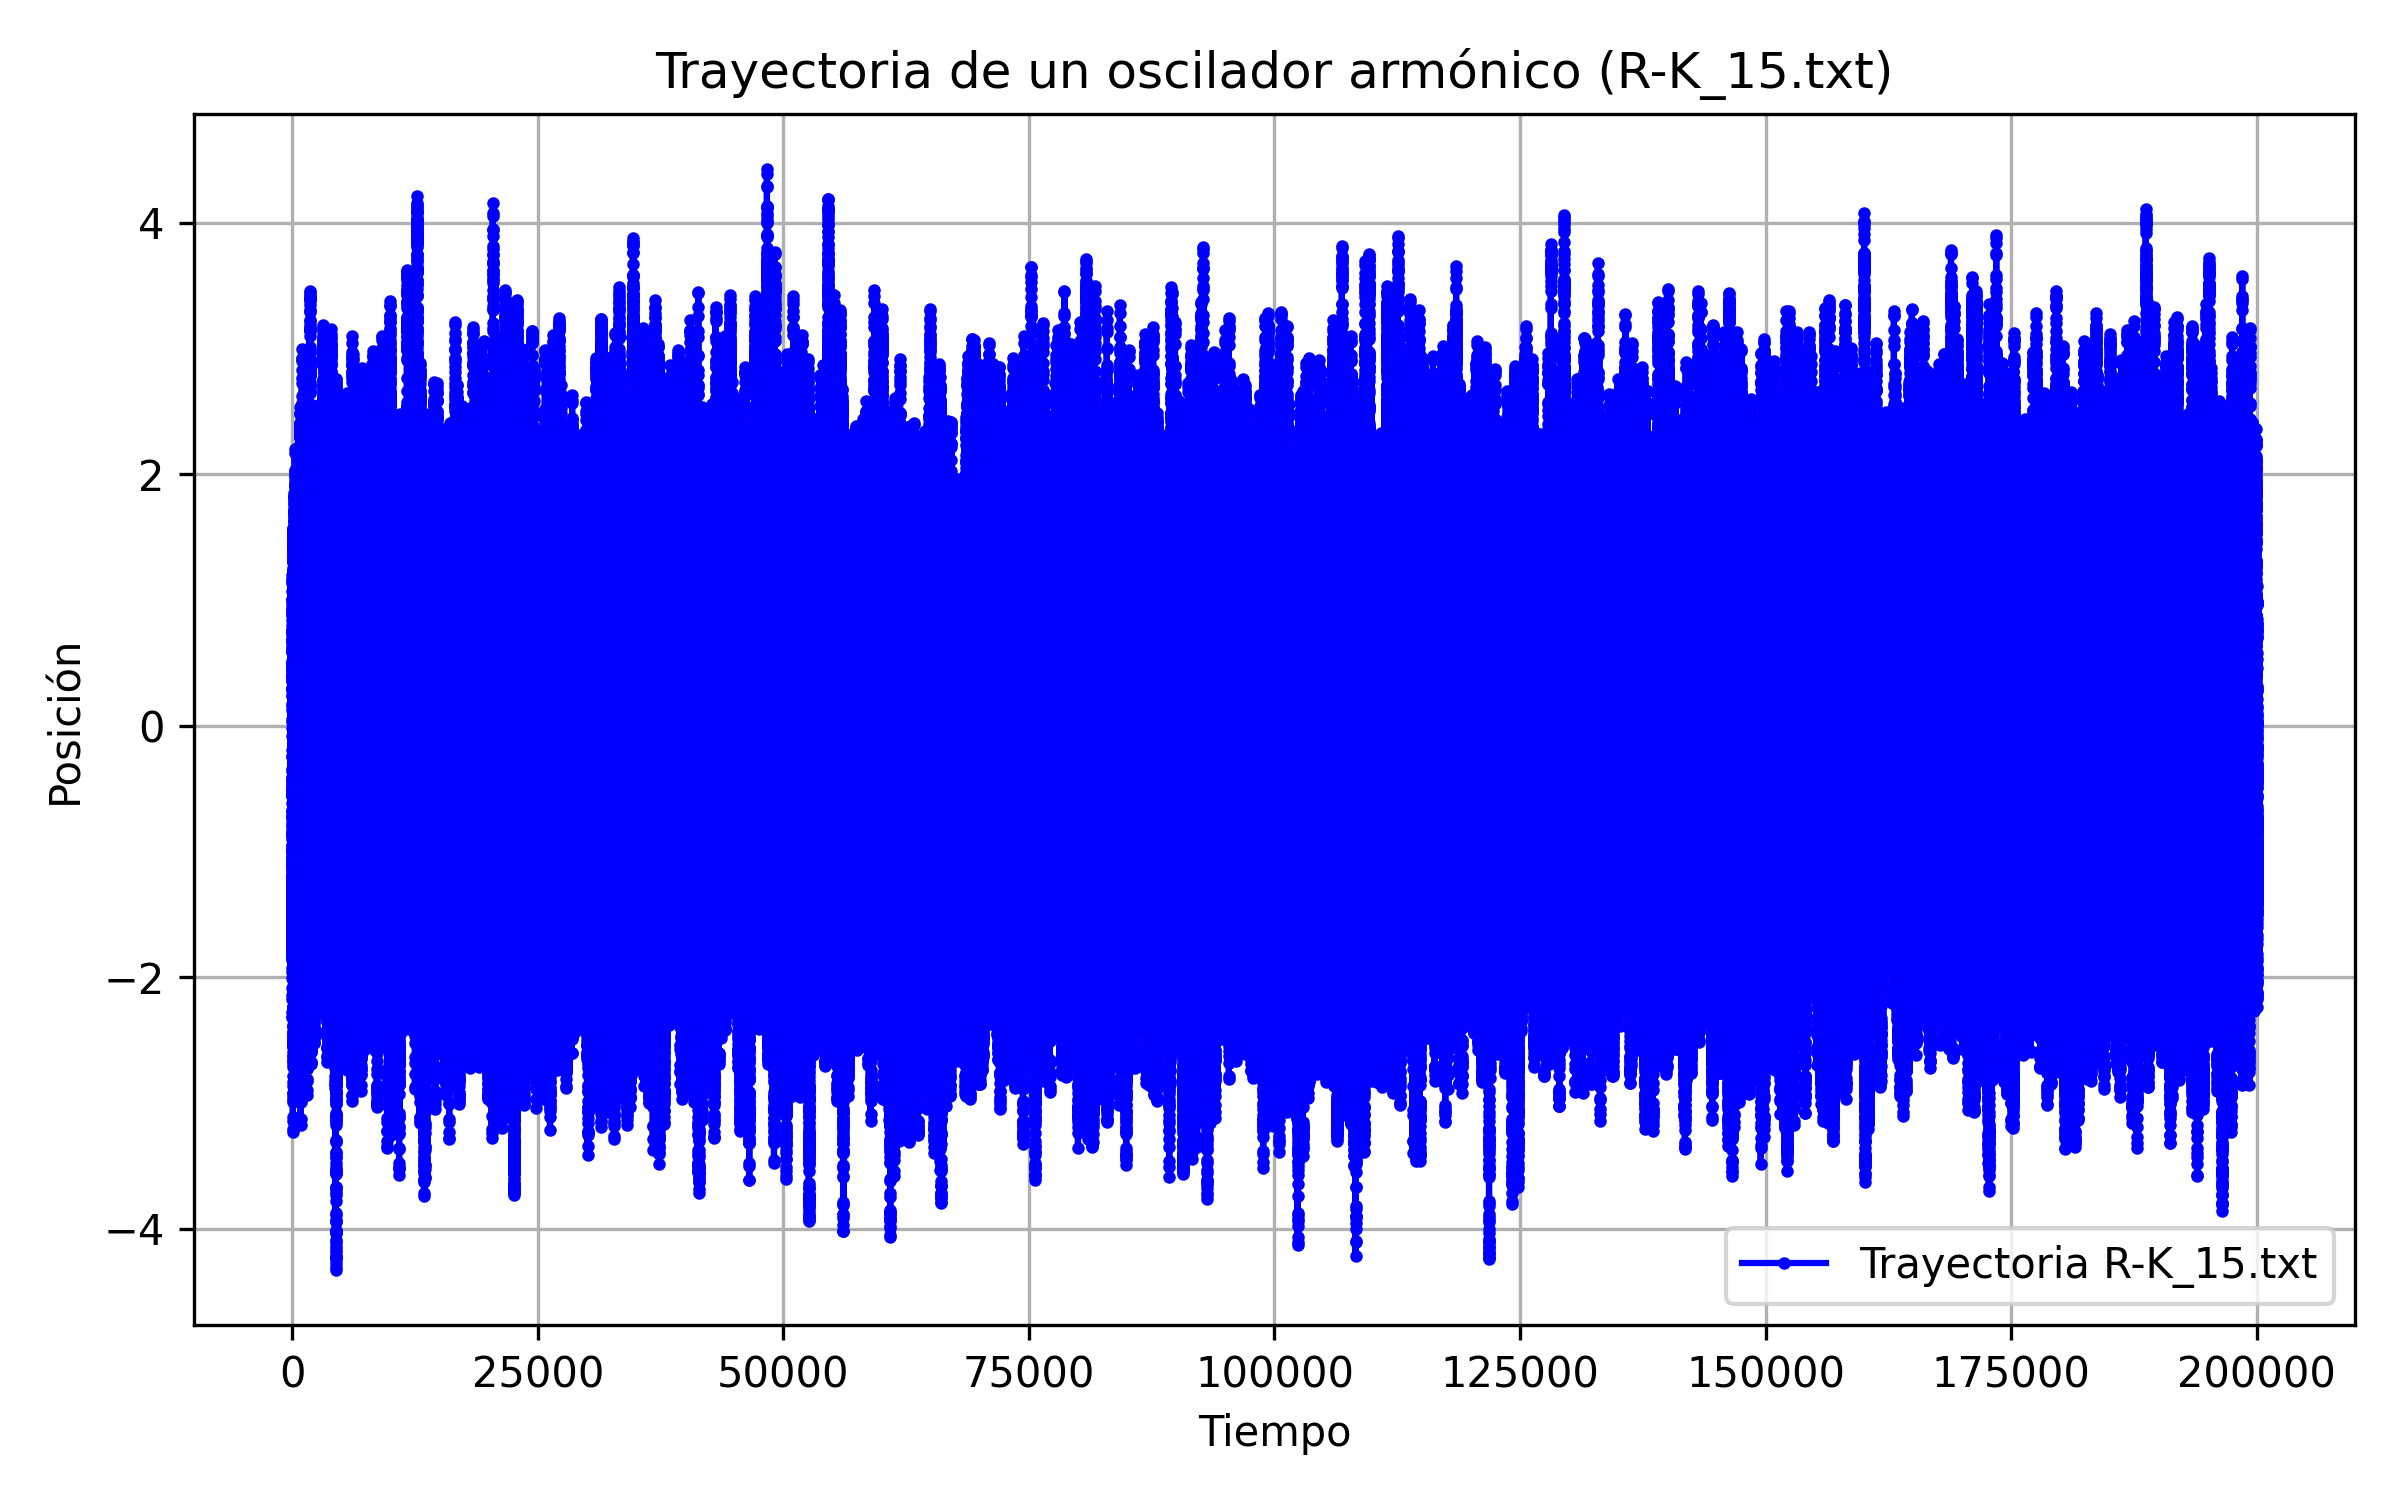 Trayectoria de un oscilador armónico (R-K_15.txt)
Posición
4
2
0
−2
−4
Trayectoria R-K_15.txt
0 25000 50000 75000 100000 125000 150000 175000 200000
Tiempo